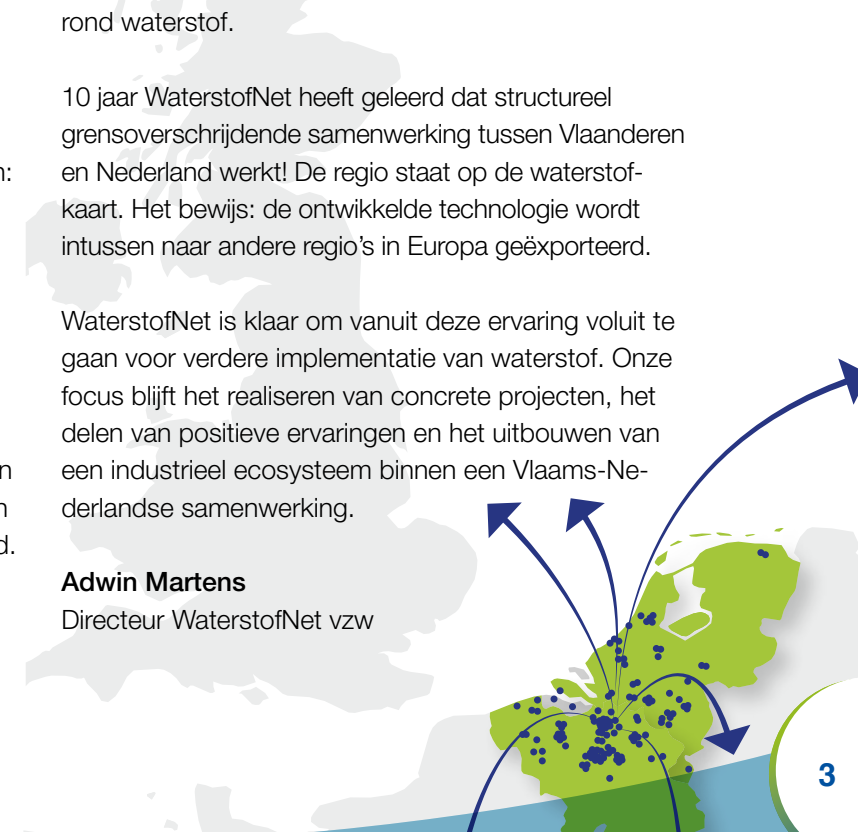 rond waterstof.
10 jaar WaterstofNet heeft geleerd dat structureel
grensoverschrijdende samenwerking tussen Vlaanderen
en Nederland werkt! De regio staat op de waterstof-
kaart. Het bewijs: de ontwikkelde technologie wordt
intussen naar andere regio's in Europa geëxporteerd.
WaterstofNet is klaar om vanuit deze ervaring voluit te
gaan voor verdere implementatie van waterstof. Onze
focus blijft het realiseren van concrete projecten, het
delen van positieve ervaringen en het uitbouwen van
een industrieel ecosysteem binnen een Vlaams-Ne-
derlandse samenwerking.
Adwin Martens
Directeur WaterstofNet vzw
3